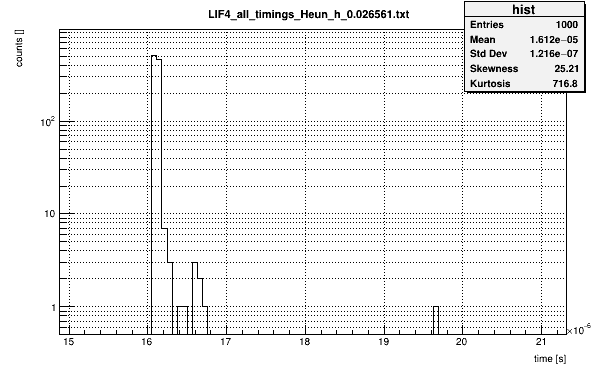 LIF4_all_timings_Heun_h_0.026561.txt
hist
Entries 1000
Mean 1.612e−05
Std Dev 1.216e−07
Skewness 25.21
Kurtosis 716.8
counts []
10²
10
1
15 16 17 18 19 20 21
×10⁻⁶
time [s]